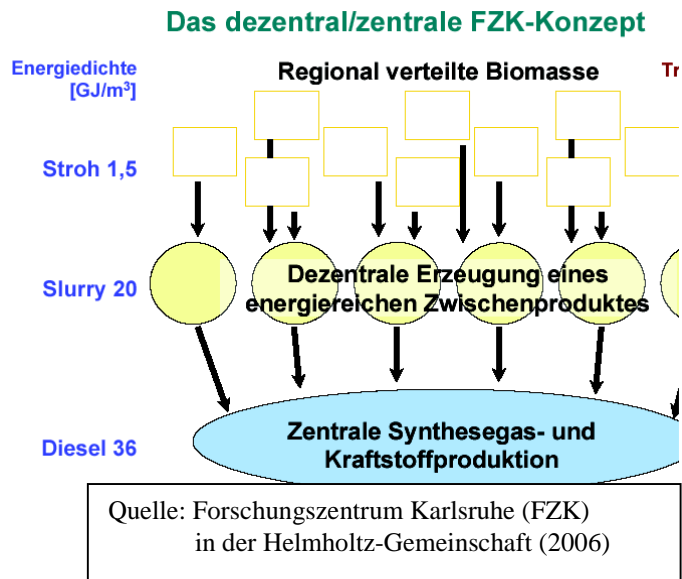 Das dezentral/zentrale FZK-Konzept
Energiedichte
[GJ/m³]
Regional verteilte Biomasse
Tr
Stroh 1,5
Slurry 20
Dezentrale Erzeugung eines
energiereichen Zwischenproduktes
Diesel 36
Zentrale Synthesegas- und
Kraftstoffproduktion
Quelle: Forschungszentrum Karlsruhe (FZK)
in der Helmholtz-Gemeinschaft (2006)